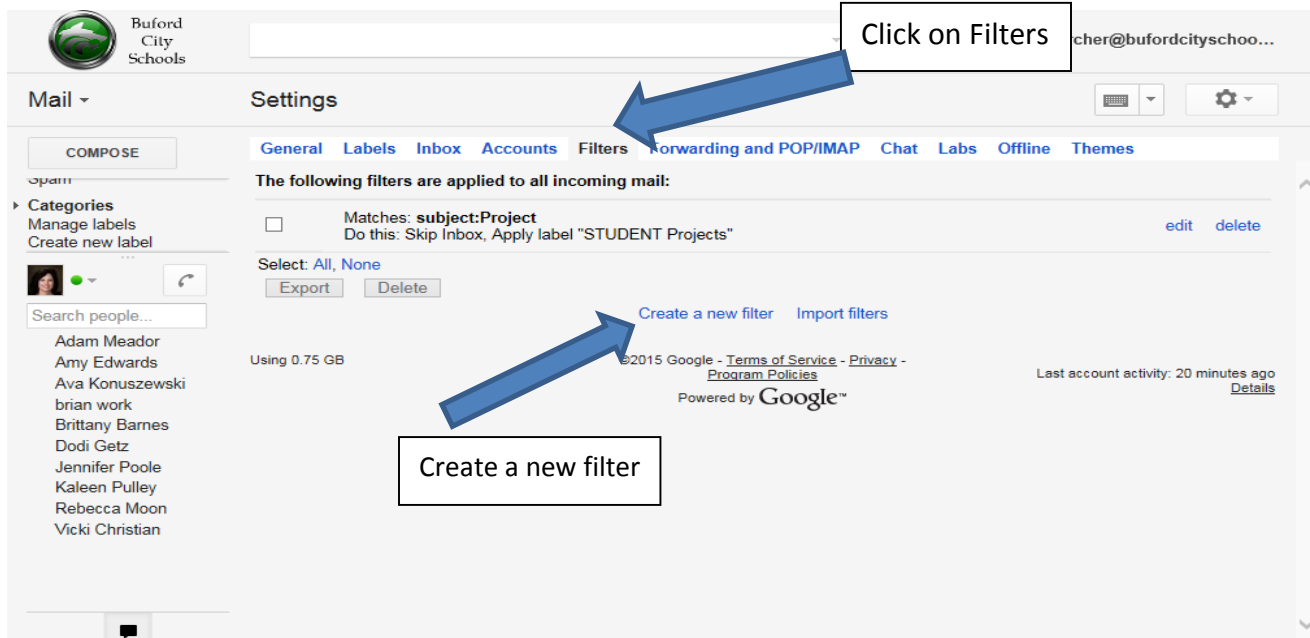 Buford
City
Schools
Click on Filters
rcher@bufordcityschoo...
Mail
Settings
COMPOSE
General Labels Inbox Accounts Filters Forwarding and POP/IMAP Chat Labs Offline Themes
Spam
The following filters are applied to all incoming mail:
Categories
Manage labels
Create new label
Matches: subject:Project
Do this: Skip Inbox, Apply label "STUDENT Projects"
edit delete
Select: All, None
Export Delete
Search people...
Create a new filter Import filters
Adam Meador
Amy Edwards
Ava Konuszewski
brian work
Brittany Barnes
Dodi Getz
Jennifer Poole
Kaleen Pulley
Rebecca Moon
Vicki Christian
Using 0.75 GB
©2015 Google - Terms of Service - Privacy -
Program Policies
Powered by Google™
Last account activity: 20 minutes ago
Details
Create a new filter